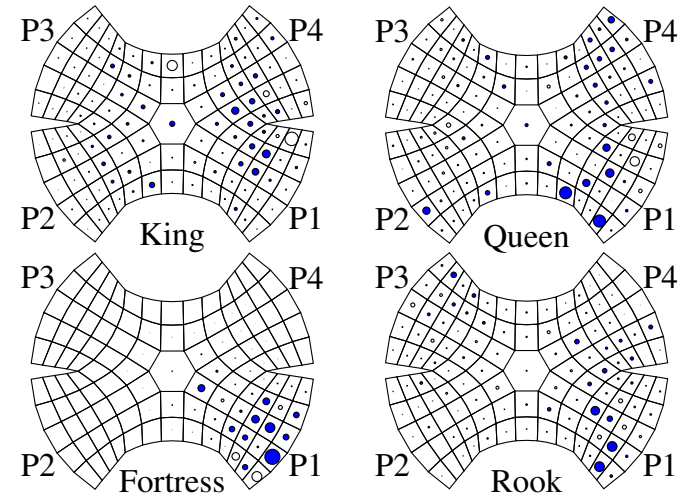 P3 P4 P3 P4
P2 King P1 P2 Queen P1
P3 P4 P3 P4
P2 Fortress P1 P2 Rook P1